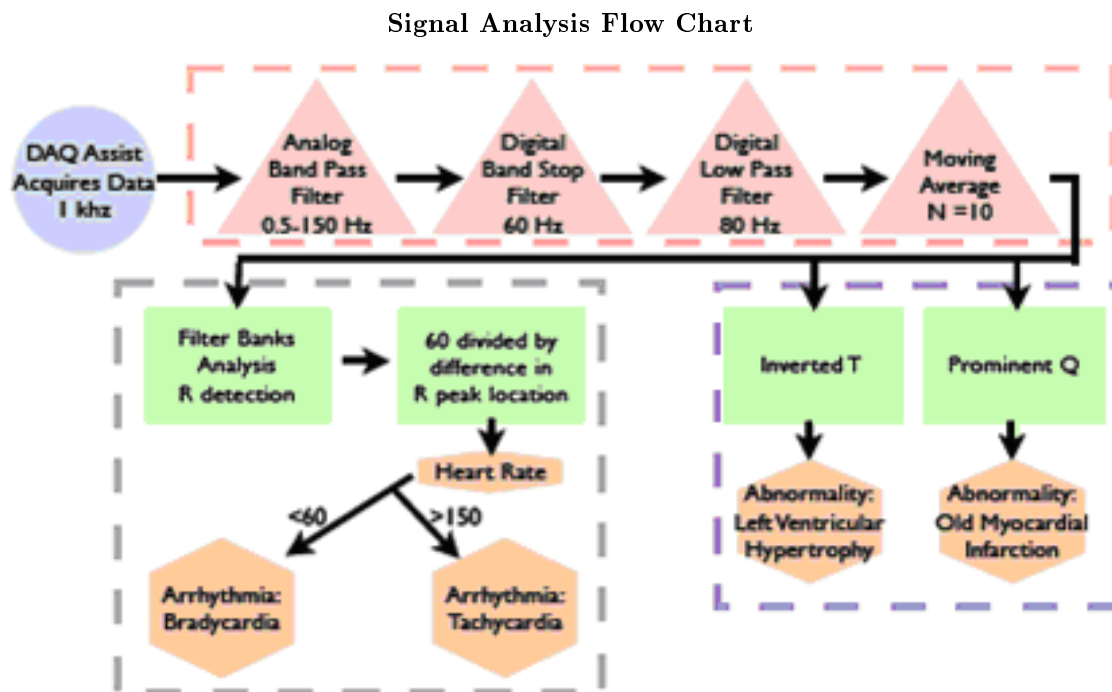 Signal Analysis Flow Chart
DAQ Assist
Acquires Data
1 khz
Analog
Band Pass
Filter
0.5-150 Hz
Digital
Band Stop
Filter
60 Hz
Digital
Low Pass
Filter
80 Hz
Moving
Average
N =10
Filter Banks
Analysis
R detection
60 divided by
difference in
R peak location
Heart Rate
<60
>150
Arrhythmia:
Bradycardia
Arrhythmia:
Tachycardia
Inverted T
Prominent Q
Abnormality:
Left Ventricular
Hypertrophy
Abnormality:
Old Myocardial
Infarction